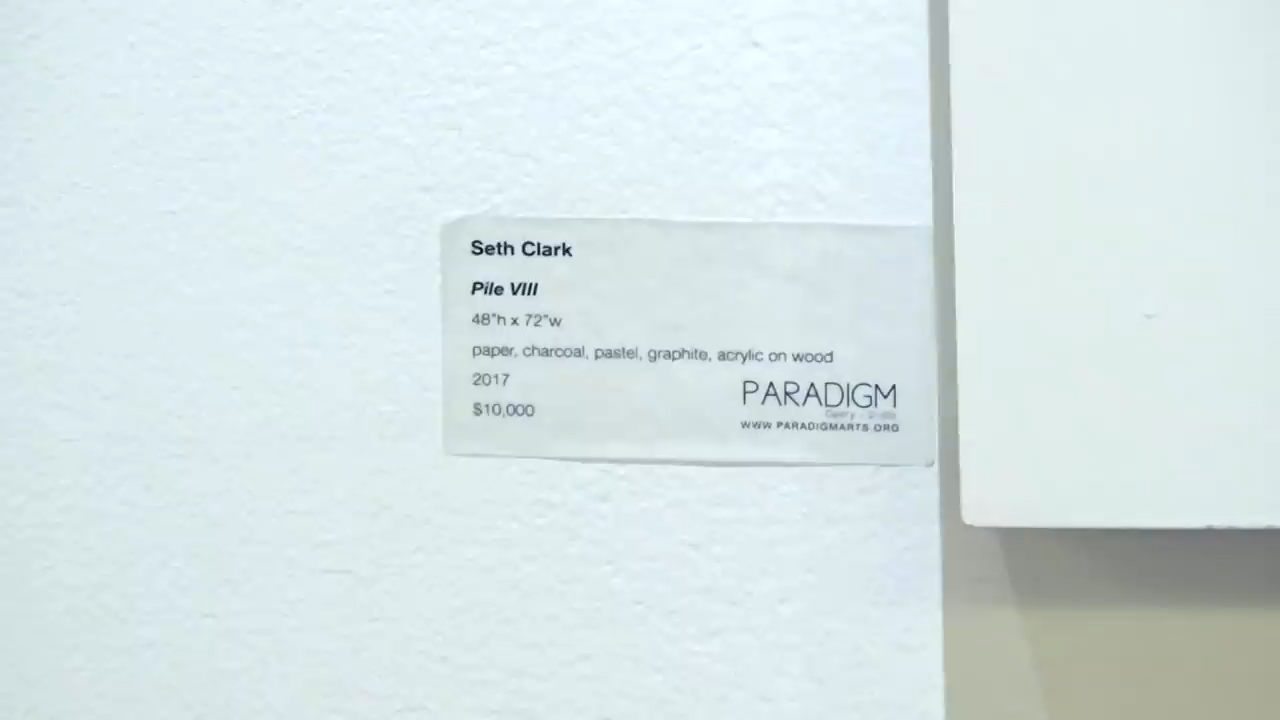 Seth Clark
Pile VIII
48"h x 72"w
paper, charcoal, pastel, graphite, acrylic on wood
2017
$10,000
PARADIGM
WWW.PARADIGMARTS.ORG